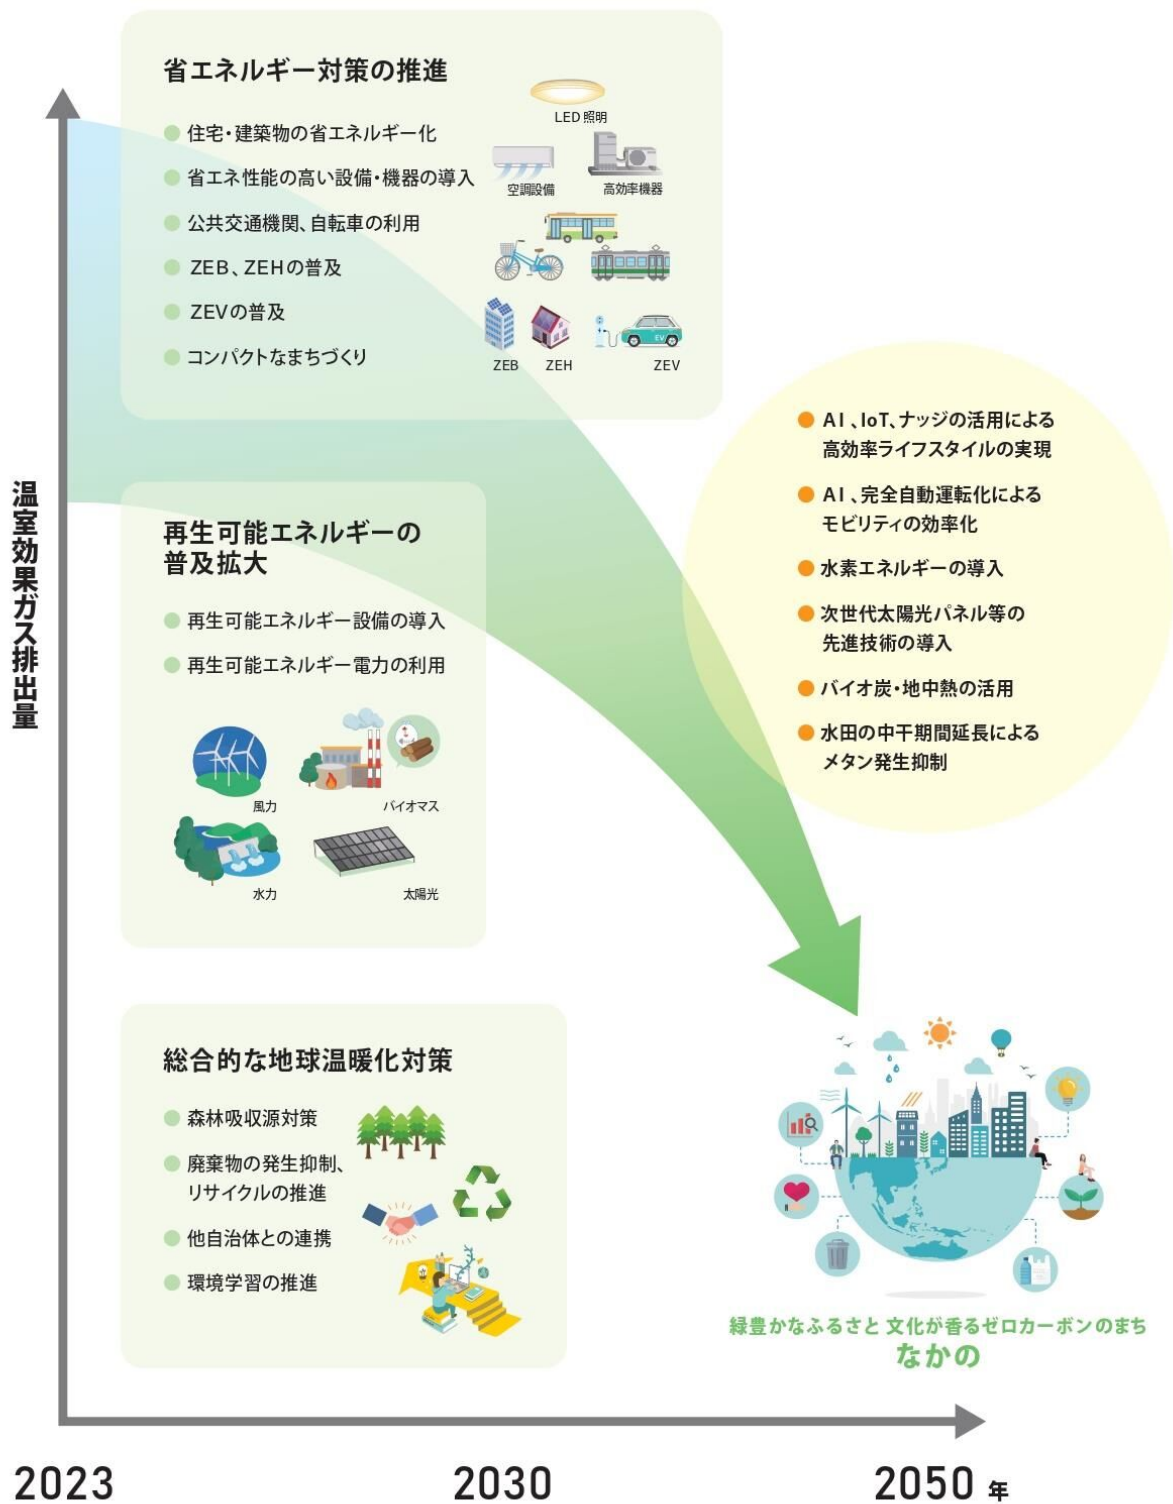 省エネルギー対策の推進
住宅・建築物の省エネルギー化
省エネ性能の高い設備・機器の導入
公共交通機関、自転車の利用
ZEB、ZEHの普及
ZEVの普及
コンパクトなまちづくり
LED照明
空調設備
高効率機器
ZEB
ZEH
EV
ZEV
温室効果ガス排出量
再生可能エネルギーの
普及拡大
再生可能エネルギー設備の導入
再生可能エネルギー電力の利用
風力
バイオマス
水力
太陽光
AI、IoT、ナッジの活用による
高効率ライフスタイルの実現
AI、完全自動運転化による
モビリティの効率化
水素エネルギーの導入
次世代太陽光パネル等の
先進技術の導入
バイオ炭・地中熱の活用
水田の中干期間延長による
メタン発生抑制
総合的な地球温暖化対策
森林吸収源対策
廃棄物の発生抑制、
リサイクルの推進
他自治体との連携
環境学習の推進
緑豊かなふるさと 文化が香るゼロカーボンのまち
なかの
2023
2030
2050 年